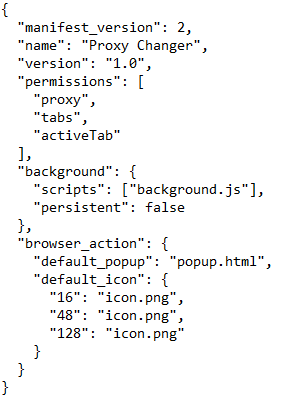 {
  "manifest_version": 2,
  "name": "Proxy Changer",
  "version": "1.0",
  "permissions": [
    "proxy",
    "tabs",
    "activeTab"
  ],
  "background": {
    "scripts": ["background.js"],
    "persistent": false
  },
  "browser_action": {
    "default_popup": "popup.html",
    "default_icon": {
      "16": "icon.png",
      "48": "icon.png",
      "128": "icon.png"
    }
  }
}